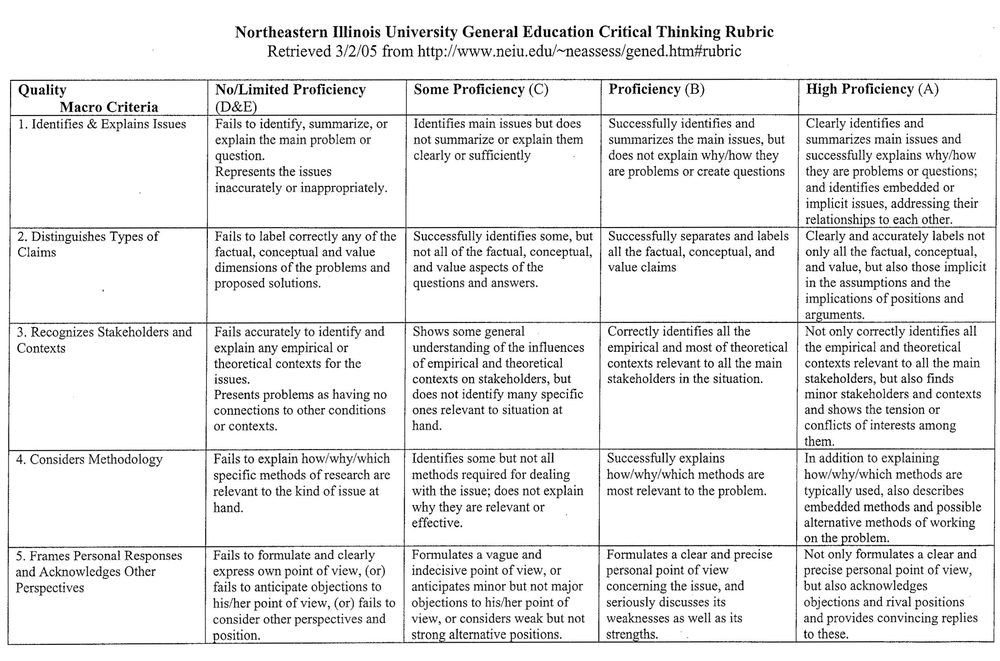 Northeastern Illinois University General Education Critical Thinking Rubric
Retrieved 3/2/05 from http://www.neiu.edu/~neassess/gened.htm#rubric
Quality
Macro Criteria
No/Limited Proficiency
(D&E)
Some Proficiency (C)
Proficiency (B)
High Proficiency (A)
1. Identifies & Explains Issues
Fails to identify, summarize, or
explain the main problem or
question.
Represents the issues
inaccurately or inappropriately.
Identifies main issues but does
not summarize or explain them
clearly or sufficiently
Successfully identifies and
summarizes the main issues, but
does not explain why/how they
are problems or create questions
Clearly identifies and
summarizes main issues and
successfully explains why/how
they are problems or questions;
and identifies embedded or
implicit issues, addressing their
relationships to each other.
2. Distinguishes Types of
Claims
Fails to label correctly any of the
factual, conceptual and value
dimensions of the problems and
proposed solutions.
Successfully identifies some, but
not all of the factual, conceptual,
and value aspects of the
questions and answers.
Successfully separates and labels
all the factual, conceptual, and
value claims
Clearly and accurately labels not
only all the factual, conceptual,
and value, but also those implicit
in the assumptions and the
implications of positions and
arguments.
3. Recognizes Stakeholders and
Contexts
Fails accurately to identify and
explain any empirical or
theoretical contexts for the
issues.
Presents problems as having no
connections to other conditions
or contexts.
Shows some general
understanding of the influences
of empirical and theoretical
contexts on stakeholders, but
does not identify many specific
ones relevant to situation at
hand.
Correctly identifies all the
empirical and most of theoretical
contexts relevant to all the main
stakeholders in the situation.
Not only correctly identifies all
the empirical and theoretical
contexts relevant to all the main
stakeholders, but also finds
minor stakeholders and contexts
and shows the tension or
conflicts of interests among
them.
4. Considers Methodology
Fails to explain how/why/which
specific methods of research are
relevant to the kind of issue at
hand.
Identifies some but not all
methods required for dealing
with the issue; does not explain
why they are relevant or
effective.
Successfully explains
how/why/which methods are
most relevant to the problem.
In addition to explaining
how/why/which methods are
typically used, also describes
embedded methods and possible
alternative methods of working
on the problem.
5. Frames Personal Responses
and Acknowledges Other
Perspectives
Fails to formulate and clearly
express own point of view, (or)
fails to anticipate objections to
his/her point of view, (or) fails to
consider other perspectives and
position.
Formulates a vague and
indecisive point of view, or
anticipates minor but not major
objections to his/her point of
view, or considers weak but not
strong alternative positions.
Formulates a clear and precise
personal point of view
concerning the issue, and
seriously discusses its
weaknesses as well as its
strengths.
Not only formulates a clear and
precise personal point of view,
but also acknowledges
objections and rival positions
and provides convincing replies
to these.